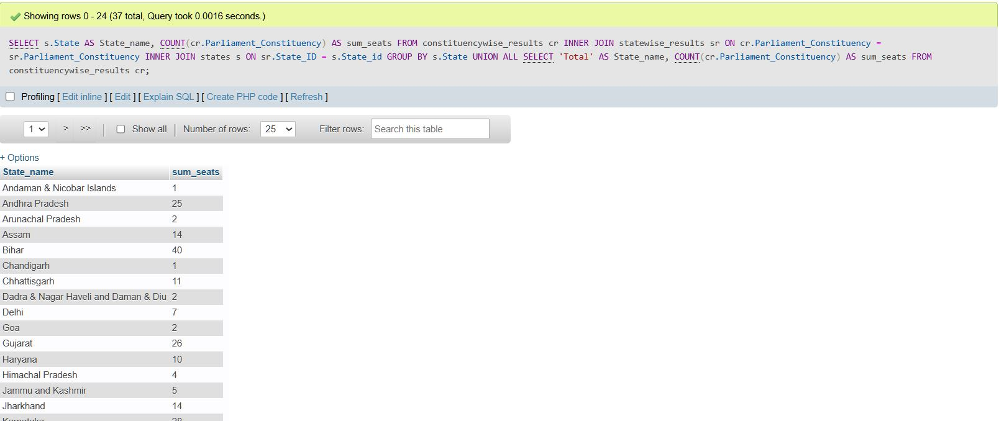 Showing rows 0 - 24 (37 total, Query took 0.0016 seconds.)
SELECT s.State AS State_name, COUNT(cr.Parliament_Constituency) AS sum_seats FROM constituencywise_results cr INNER JOIN statewise_results sr ON cr.Parliament_Constituency =
sr.Parliament_Constituency INNER JOIN states s ON sr.State_ID = s.State_id GROUP BY s.State UNION ALL SELECT 'Total' AS State_name, COUNT(cr.Parliament_Constituency) AS sum_seats FROM
constituencywise_results cr;
Profiling [ Edit inline ] [ Edit ] [ Explain SQL ] [ Create PHP code ] [ Refresh ]
1 > >> | Show all | Number of rows: 25 Filter rows: Search this table
+ Options
State_name sum_seats
Andaman & Nicobar Islands 1
Andhra Pradesh 25
Arunachal Pradesh 2
Assam 14
Bihar 40
Chandigarh 1
Chhattisgarh 11
Dadra & Nagar Haveli and Daman & Diu 2
Delhi 7
Goa 2
Gujarat 26
Haryana 10
Himachal Pradesh 4
Jammu and Kashmir 5
Jharkhand 14
Karnataka 28